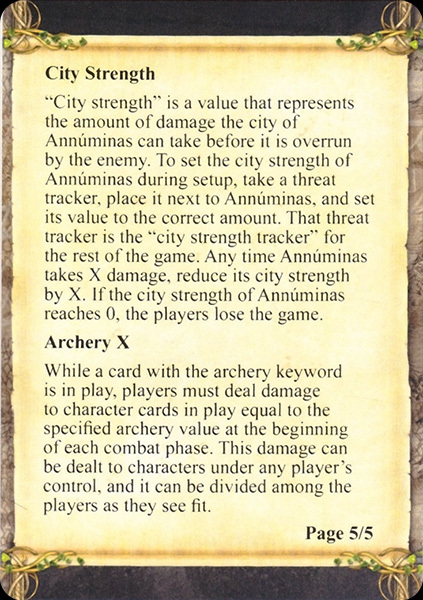 City Strength
“City strength” is a value that represents
the amount of damage the city of
Annúminas can take before it is overrun
by the enemy. To set the city strength of
Annúminas during setup, take a threat
tracker, place it next to Annúminas, and set
its value to the correct amount. That threat
tracker is the “city strength tracker” for
the rest of the game. Any time Annúminas
takes X damage, reduce its city strength
by X. If the city strength of Annúminas
reaches 0, the players lose the game.
Archery X
While a card with the archery keyword
is in play, players must deal damage
to character cards in play equal to the
specified archery value at the beginning
of each combat phase. This damage can
be dealt to characters under any player’s
control, and it can be divided among the
players as they see fit.
Page 5/5